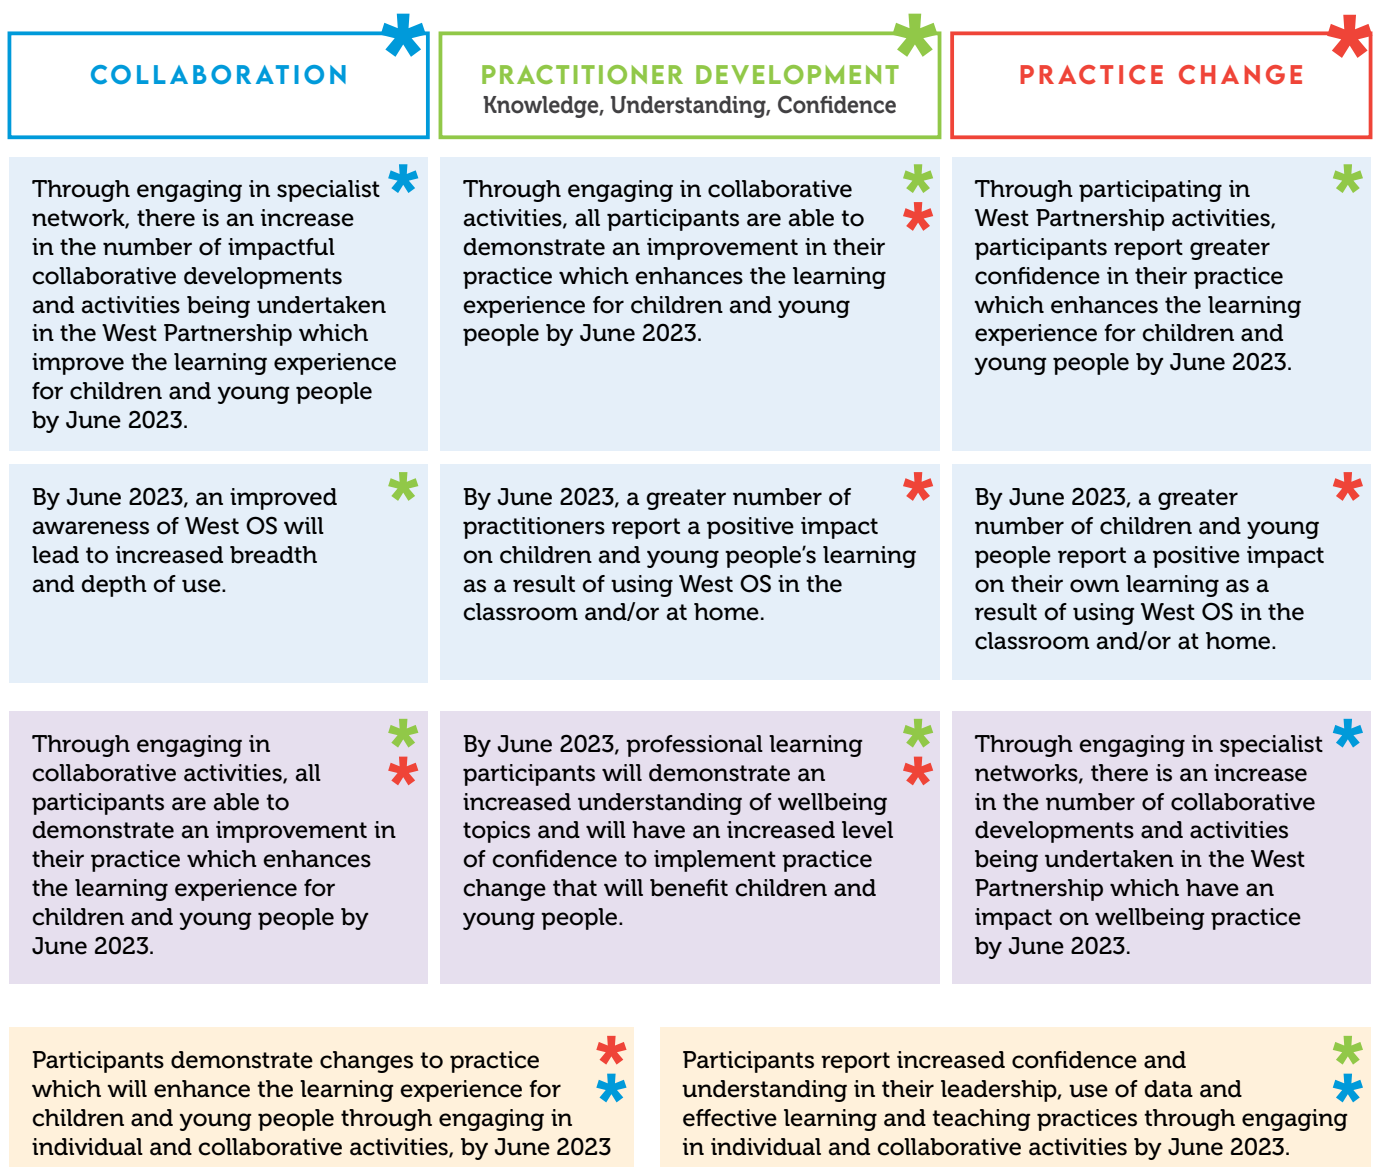 COLLABORATION
PRACTITIONER DEVELOPMENT
Knowledge, Understanding, Confidence
PRACTICE CHANGE
Through engaging in specialist
network, there is an increase
in the number of impactful
collaborative developments
and activities being undertaken
in the West Partnership which
improve the learning experience
for children and young people
by June 2023.
Through engaging in collaborative
activities, all participants are able to
demonstrate an improvement in their
practice which enhances the learning
experience for children and young
people by June 2023.
Through participating in
West Partnership activities,
participants report greater
confidence in their practice
which enhances the learning
experience for children and
young people by June 2023.
By June 2023, an improved
awareness of West OS will
lead to increased breadth
and depth of use.
By June 2023, a greater number of
practitioners report a positive impact
on children and young people's learning
as a result of using West OS in the
classroom and/or at home.
By June 2023, a greater
number of children and young
people report a positive impact
on their own learning as a
result of using West OS in the
classroom and/or at home.
Through engaging in
collaborative activities, all
participants are able to
demonstrate an improvement in
their practice which enhances
the learning experience for
children and young people by
June 2023.
By June 2023, professional learning
participants will demonstrate an
increased understanding of wellbeing
topics and will have an increased level
of confidence to implement practice
change that will benefit children and
young people.
Through engaging in specialist
networks, there is an increase
in the number of collaborative
developments and activities
being undertaken in the West
Partnership which have an
impact on wellbeing practice
by June 2023.
Participants demonstrate changes to practice
which will enhance the learning experience for
children and young people through engaging in
individual and collaborative activities, by June 2023
Participants report increased confidence and
understanding in their leadership, use of data and
effective learning and teaching practices through engaging
in individual and collaborative activities by June 2023.